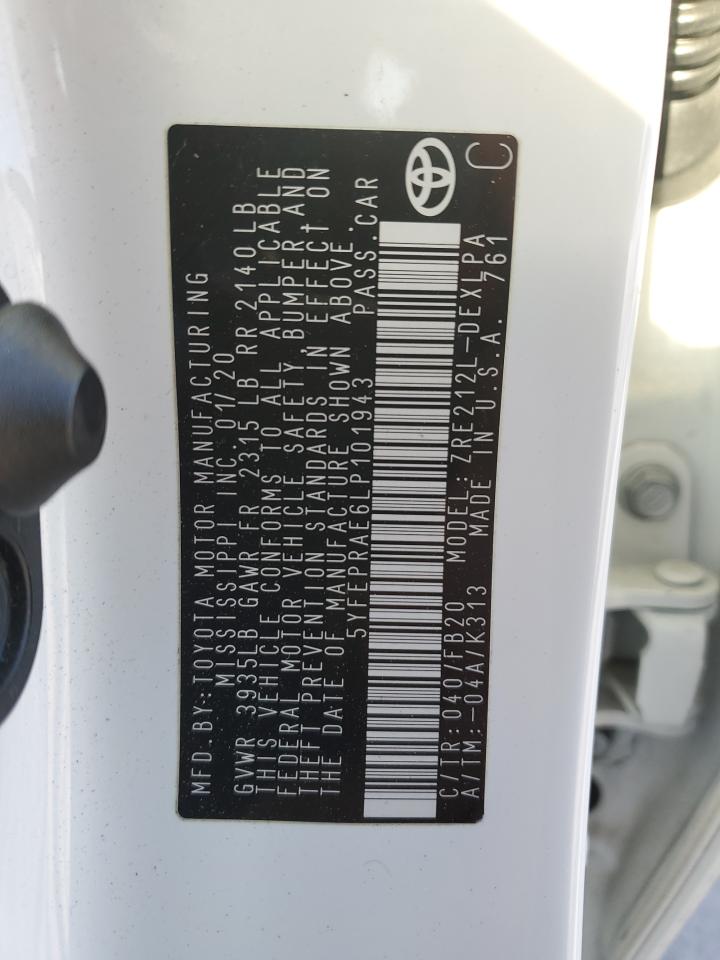 MFD. BY: TOYOTA MOTOR MANUFACTURING
MISSISSIPPI INC. 01/20
GVWR 3935LB GAWR FR 2315 LB RR 2140 LB
THIS VEHICLE CONFORMS TO ALL APPLICABLE
FEDERAL MOTOR VEHICLE SAFETY, BUMPER, AND
THEFT PREVENTION STANDARDS IN EFFECT ON
THE DATE OF MANUFACTURE SHOWN ABOVE.
5YFEPRAE6LP101943 PASS.CAR
C/TR:040/FB20 MODEL: ZRE212L-DEXLPA
A/TM:-04A/K313 MADE IN U.S.A. 761
C